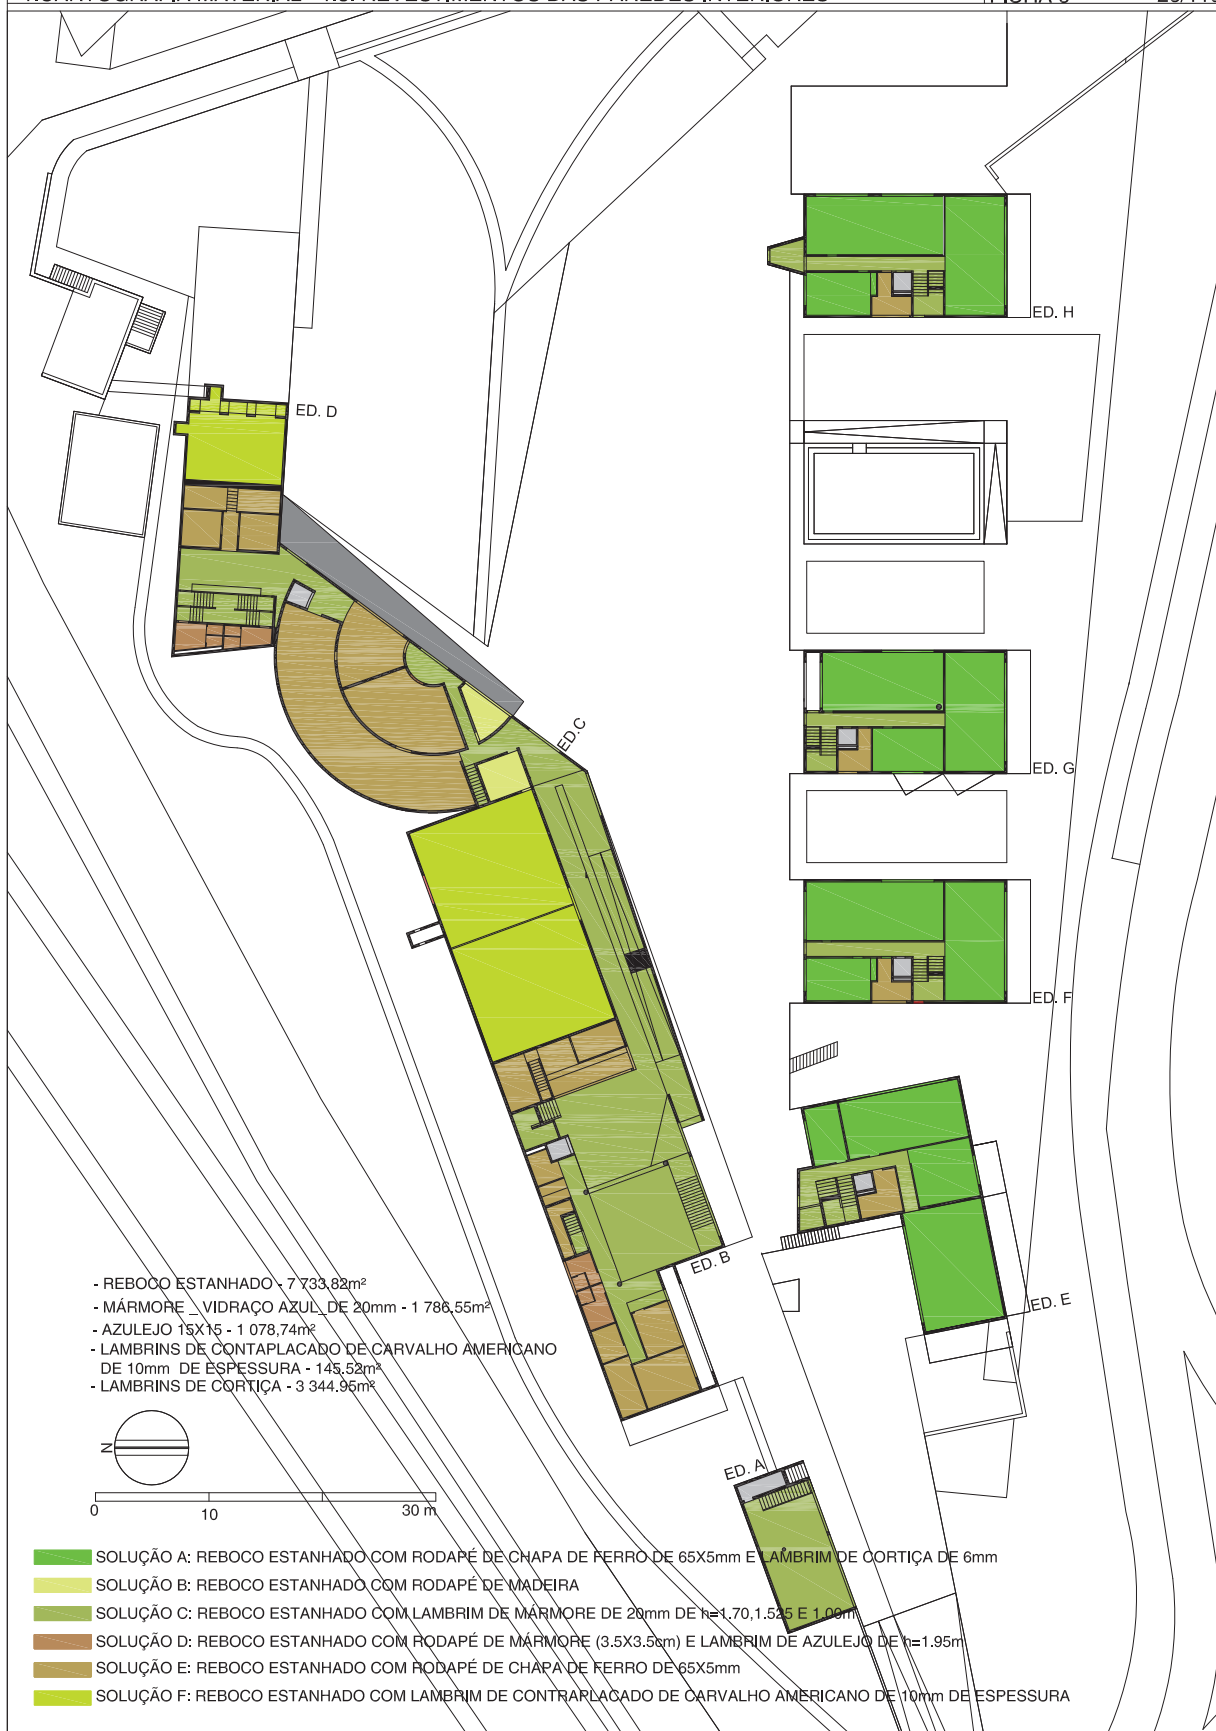 ED. H
ED. D
ED.C
ED. G
ED. F
ED. B
ED. E
- REBOCO ESTANHADO - 7 733.82m²
- MÁRMORE _ VIDRAÇO AZUL_DE 20mm - 1 786.55m²
- AZULEJO 15X15 - 1 078,74m²
- LAMBRINS DE CONTAPLACADO DE CARVALHO AMERICANO
DE 10mm DE ESPESSURA - 145.52m²
- LAMBRINS DE CORTIÇA - 3 344.95m²
N
ED. A
0 10 30 m
SOLUÇÃO A: REBOCO ESTANHADO COM RODAPÉ DE CHAPA DE FERRO DE 65X5mm E LAMBRIM DE CORTIÇA DE 6mm
SOLUÇÃO B: REBOCO ESTANHADO COM RODAPÉ DE MADEIRA
SOLUÇÃO C: REBOCO ESTANHADO COM LAMBRIM DE MÁRMORE DE 20mm DE h=1.70,1.525 E 1.00m
SOLUÇÃO D: REBOCO ESTANHADO COM RODAPÉ DE MÁRMORE (3.5X3.5cm) E LAMBRIM DE AZULEJO DE h=1.95m
SOLUÇÃO E: REBOCO ESTANHADO COM RODAPÉ DE CHAPA DE FERRO DE 65X5mm
SOLUÇÃO F: REBOCO ESTANHADO COM LAMBRIM DE CONTRAPLACADO DE CARVALHO AMERICANO DE 10mm DE ESPESSURA